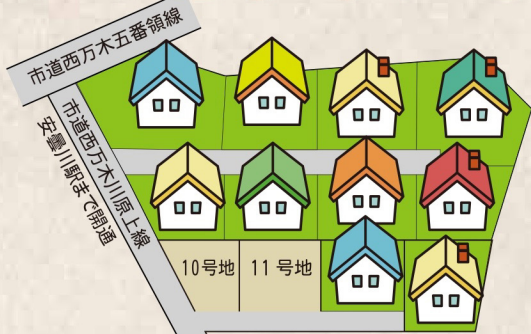 市道西万木五番領線
市道西万木川原上線
安曇川駅まで開通
10号地
11号地